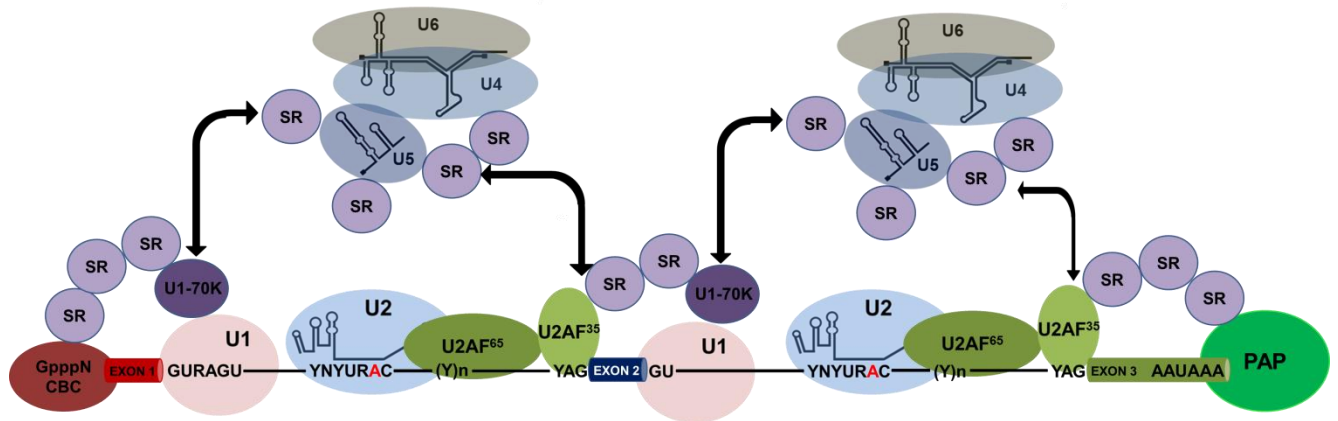 U6
U4
SR
U5
SR
SR
SR
U6
U4
SR
U5
SR
SR
SR
SR
SR
SR
U1-70K
SR
SR
U1-70K
SR
SR
SR
U1
U2
U2AF65
U2AF35
U1
U2
U2AF65
U2AF35
PAP
GpppN
CBC
EXON 1
GURAGU
YNYURAC
(Y)n
YAG
EXON 2
GU
YNYURAC
(Y)n
YAG
EXON 3
AAUAAA